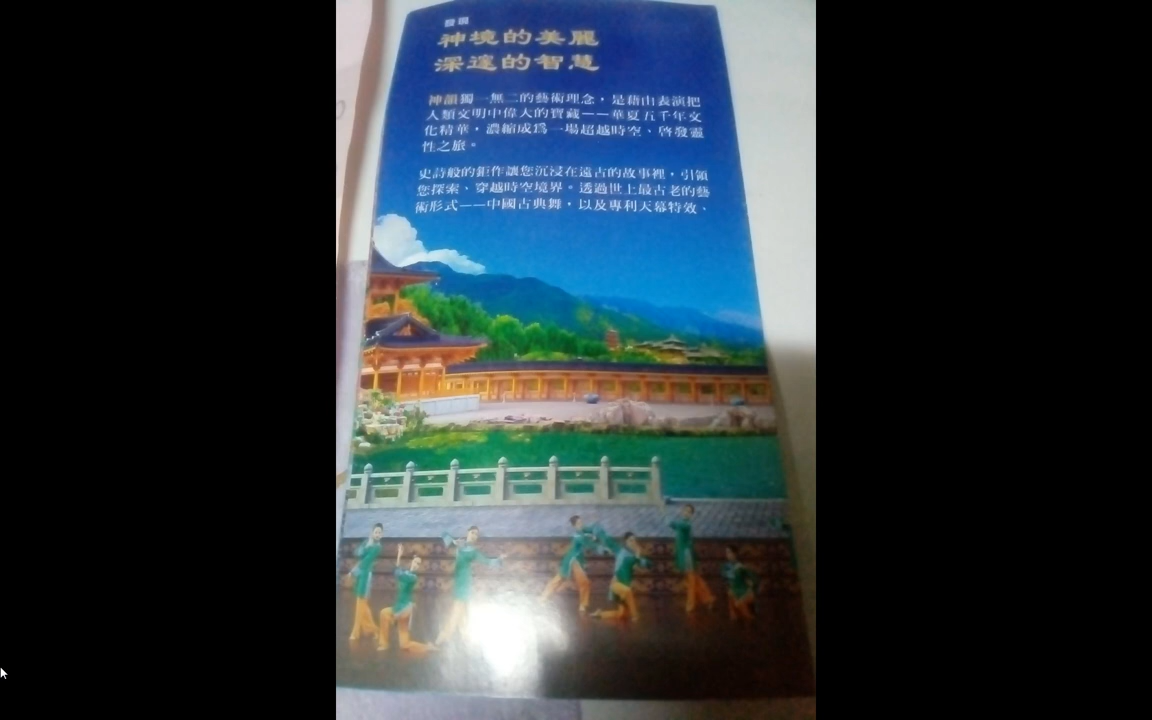 發現
神境的美麗
深邃的智慧
神韻獨一無二的藝術理念，是藉由表演把
人類文明中偉大的寶藏——華夏五千年文
化精華，濃縮成為一場超越時空、啓發靈
性之旅。
史詩般的鉅作讓您沉浸在遠古的故事裡，引領
您探索、穿越時空境界。透過世上最古老的藝
術形式——中國古典舞，以及專利天幕特效、